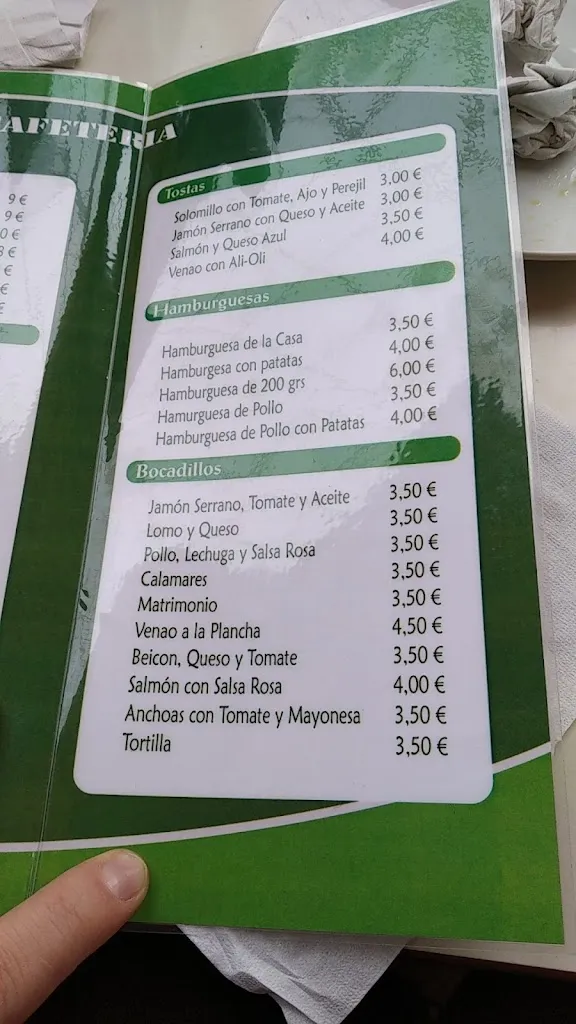 CAFETERIA
9 €
9 €
0 €
€
€
€
Tostas
Solomillo con Tomate, Ajo y Perejil 3,00 €
Jamón Serrano con Queso y Aceite 3,00 €
Salmón y Queso Azul 3,50 €
Venao con Ali-Oli 4,00 €
Hamburguesas
Hamburguesa de la Casa 3,50 €
Hamburgesa con patatas 4,00 €
Hamburguesa de 200 grs 6,00 €
Hamurguesa de Pollo 3,50 €
Hamburguesa de Pollo con Patatas 4,00 €
Bocadillos
Jamón Serrano, Tomate y Aceite 3,50 €
Lomo y Queso 3,50 €
Pollo, Lechuga y Salsa Rosa 3,50 €
Calamares 3,50 €
Matrimonio 3,50 €
Venao a la Plancha 4,50 €
Beicon, Queso y Tomate 3,50 €
Salmón con Salsa Rosa 4,00 €
Anchoas con Tomate y Mayonesa 3,50 €
Tortilla 3,50 €